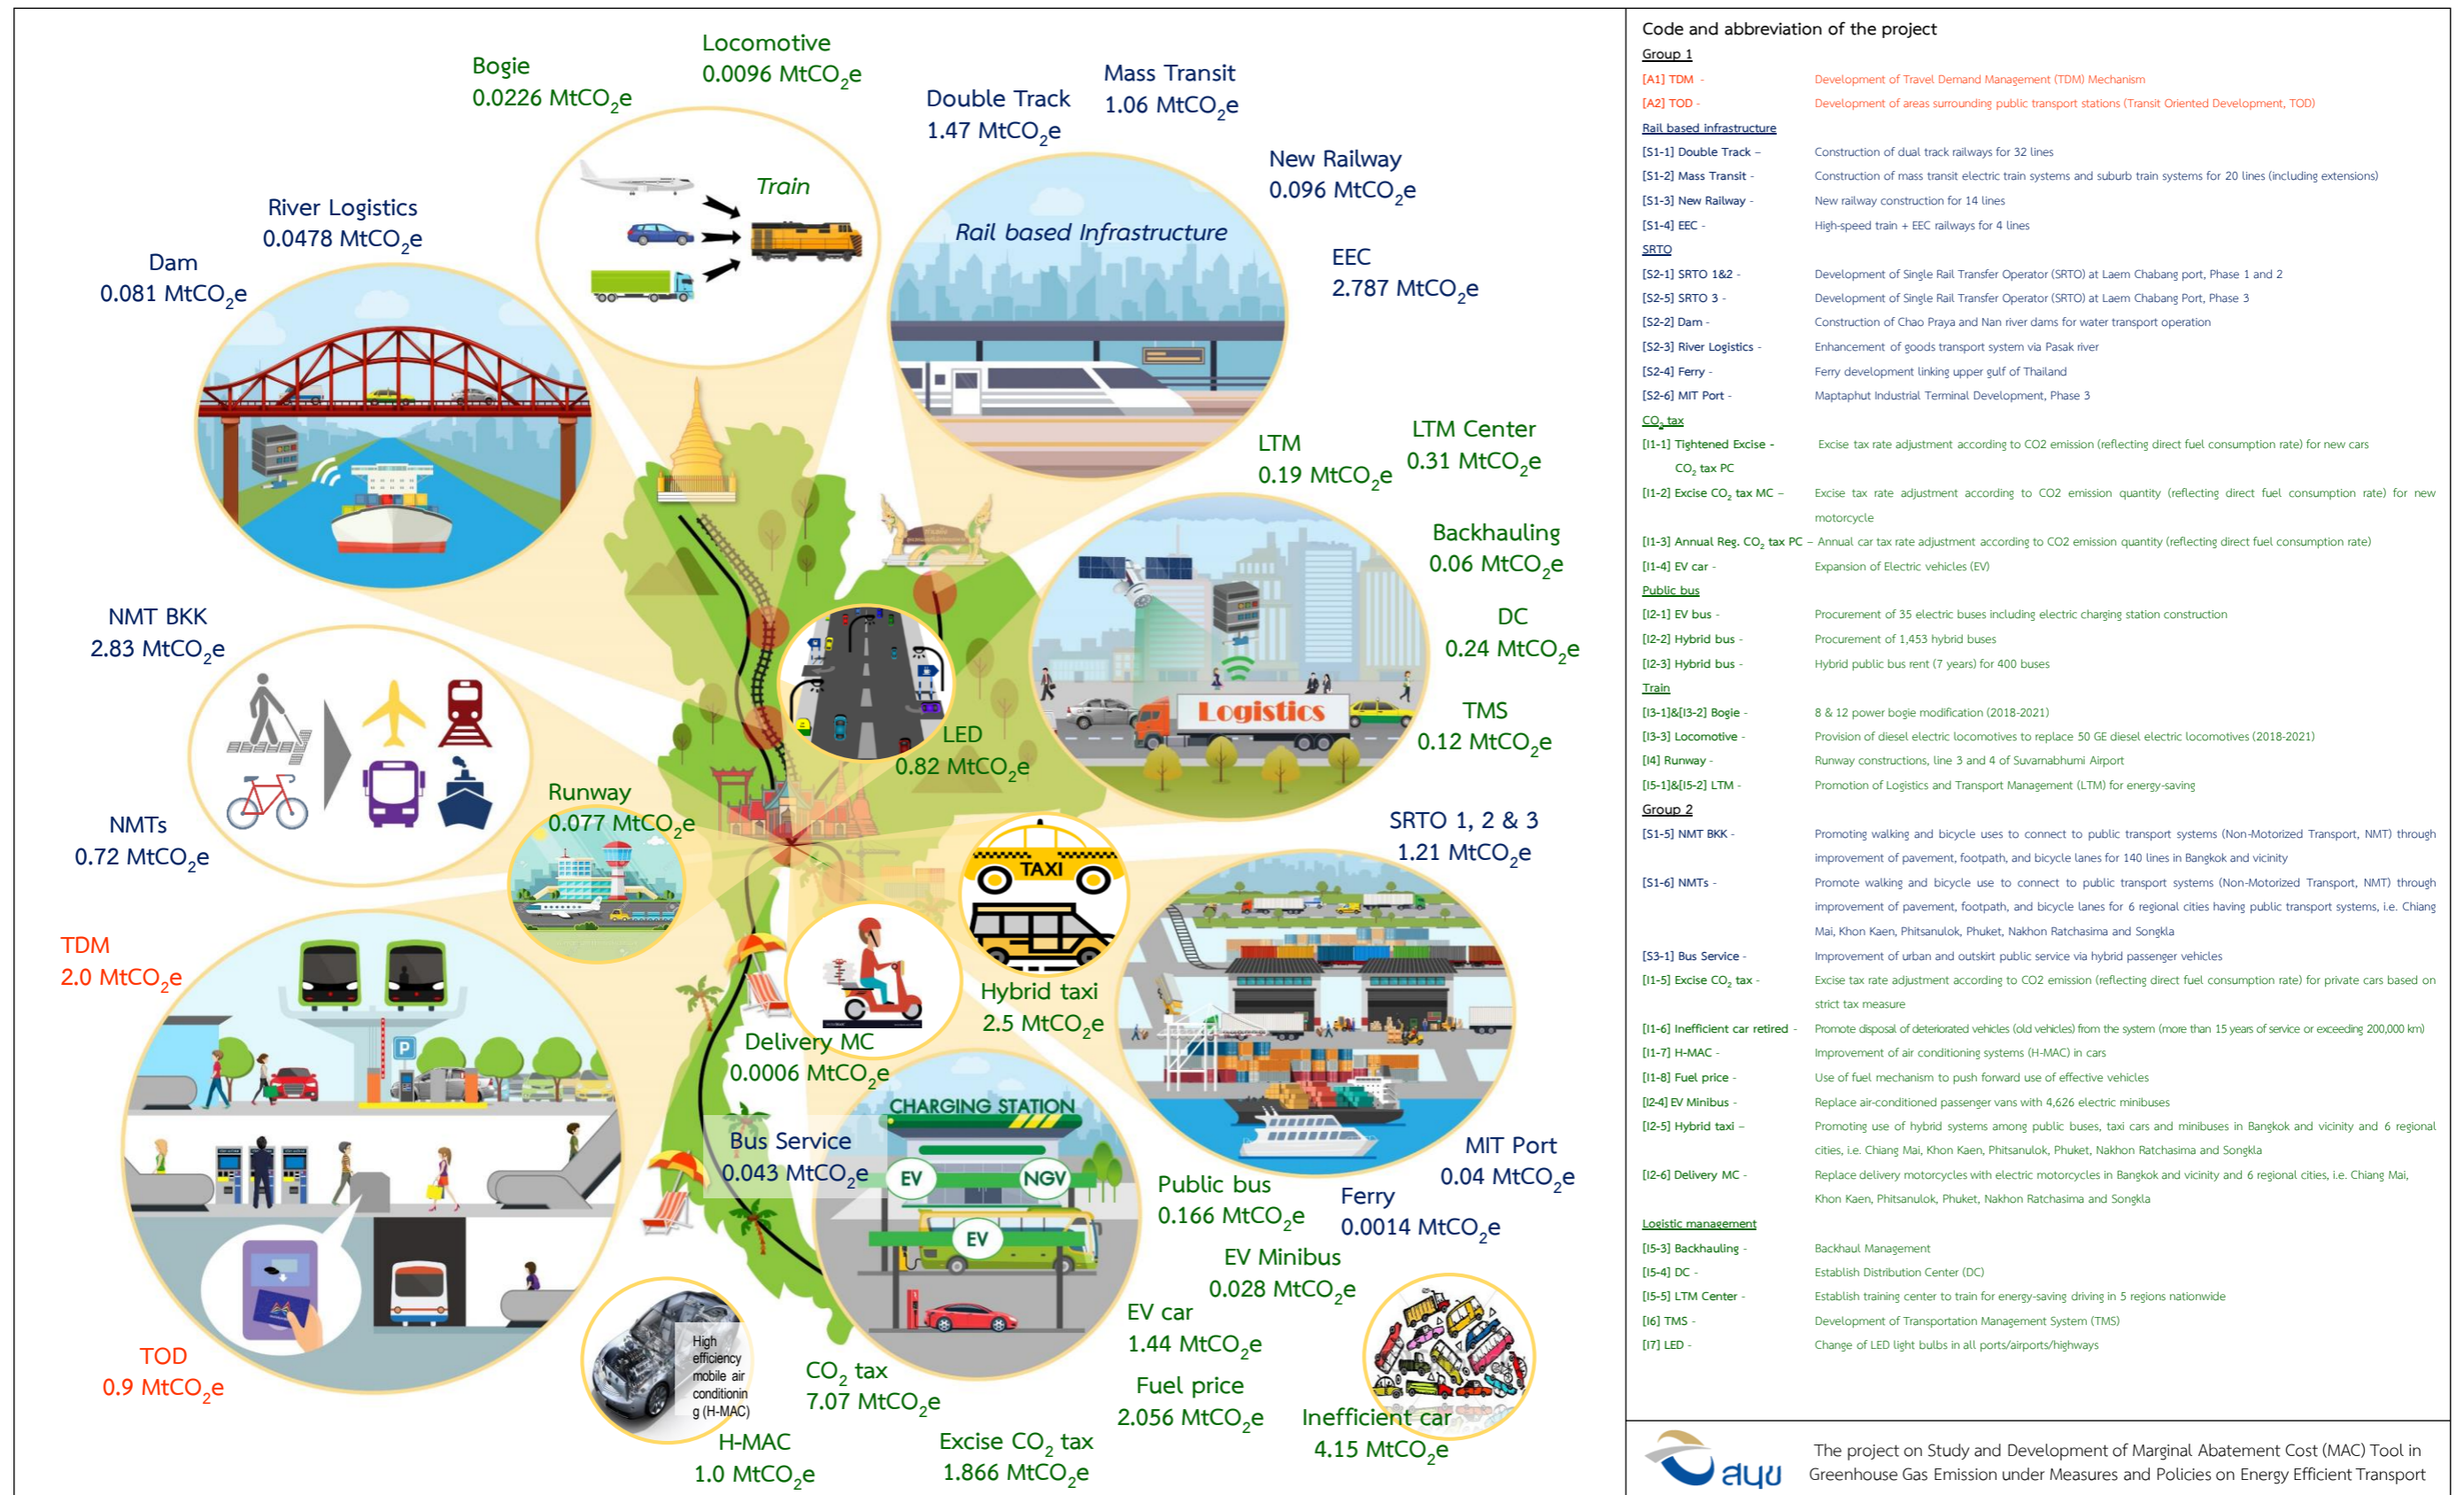 Bogie
0.0226 MtCO₂e
Locomotive
0.0096 MtCO₂e
Double Track
1.47 MtCO₂e
Mass Transit
1.06 MtCO₂e
New Railway
0.096 MtCO₂e
EEC
2.787 MtCO₂e
River Logistics
0.0478 MtCO₂e
Dam
0.081 MtCO₂e
Train
Rail based Infrastructure
LTM
0.19 MtCO₂e
LTM Center
0.31 MtCO₂e
Backhauling
0.06 MtCO₂e
DC
0.24 MtCO₂e
TMS
0.12 MtCO₂e
Logistics
NMT BKK
2.83 MtCO₂e
NMTs
0.72 MtCO₂e
LED
0.82 MtCO₂e
Runway
0.077 MtCO₂e
TAXI
SRTO 1, 2 & 3
1.21 MtCO₂e
TDM
2.0 MtCO₂e
P
Hybrid taxi
2.5 MtCO₂e
Delivery MC
0.0006 MtCO₂e
CHARGING STATION
EV
NGV
EV
Bus Service
0.043 MtCO₂e
MIT Port
0.04 MtCO₂e
Public bus
0.166 MtCO₂e
Ferry
0.0014 MtCO₂e
EV Minibus
0.028 MtCO₂e
EV car
1.44 MtCO₂e
TOD
0.9 MtCO₂e
High
efficiency
mobile air
conditionin
g (H-MAC)
CO₂ tax
7.07 MtCO₂e
Fuel price
2.056 MtCO₂e
Inefficient car
4.15 MtCO₂e
H-MAC
1.0 MtCO₂e
Excise CO₂ tax
1.866 MtCO₂e
Code and abbreviation of the project
Group 1
[A1] TDM - Development of Travel Demand Management (TDM) Mechanism
[A2] TOD - Development of areas surrounding public transport stations (Transit Oriented Development, TOD)
Rail based infrastructure
[S1-1] Double Track – Construction of dual track railways for 32 lines
[S1-2] Mass Transit - Construction of mass transit electric train systems and suburb train systems for 20 lines (including extensions)
[S1-3] New Railway - New railway construction for 14 lines
[S1-4] EEC - High-speed train + EEC railways for 4 lines
SRTO
[S2-1] SRTO 1&2 - Development of Single Rail Transfer Operator (SRTO) at Laem Chabang port, Phase 1 and 2
[S2-5] SRTO 3 - Development of Single Rail Transfer Operator (SRTO) at Laem Chabang Port, Phase 3
[S2-2] Dam - Construction of Chao Praya and Nan river dams for water transport operation
[S2-3] River Logistics - Enhancement of goods transport system via Pasak river
[S2-4] Ferry - Ferry development linking upper gulf of Thailand
[S2-6] MIT Port - Maptaphut Industrial Terminal Development, Phase 3
CO₂ tax
[I1-1] Tightened Excise - Excise tax rate adjustment according to CO2 emission (reflecting direct fuel consumption rate) for new cars
CO₂ tax PC
[I1-2] Excise CO₂ tax MC – Excise tax rate adjustment according to CO2 emission quantity (reflecting direct fuel consumption rate) for new
motorcycle
[I1-3] Annual Reg. CO₂ tax PC – Annual car tax rate adjustment according to CO2 emission quantity (reflecting direct fuel consumption rate)
[I1-4] EV car - Expansion of Electric vehicles (EV)
Public bus
[I2-1] EV bus - Procurement of 35 electric buses including electric charging station construction
[I2-2] Hybrid bus - Procurement of 1,453 hybrid buses
[I2-3] Hybrid bus - Hybrid public bus rent (7 years) for 400 buses
Train
[I3-1]&[I3-2] Bogie - 8 & 12 power bogie modification (2018-2021)
[I3-3] Locomotive - Provision of diesel electric locomotives to replace 50 GE diesel electric locomotives (2018-2021)
[I4] Runway - Runway constructions, line 3 and 4 of Suvarnabhumi Airport
[I5-1]&[I5-2] LTM - Promotion of Logistics and Transport Management (LTM) for energy-saving
Group 2
[S1-5] NMT BKK - Promoting walking and bicycle uses to connect to public transport systems (Non-Motorized Transport, NMT) through
improvement of pavement, footpath, and bicycle lanes for 140 lines in Bangkok and vicinity
[S1-6] NMTs - Promote walking and bicycle use to connect to public transport systems (Non-Motorized Transport, NMT) through
improvement of pavement, footpath, and bicycle lanes for 6 regional cities having public transport systems, i.e. Chiang
Mai, Khon Kaen, Phitsanulok, Phuket, Nakhon Ratchasima and Songkla
[S3-1] Bus Service - Improvement of urban and outskirt public service via hybrid passenger vehicles
[I1-5] Excise CO₂ tax - Excise tax rate adjustment according to CO2 emission (reflecting direct fuel consumption rate) for private cars based on
strict tax measure
[I1-6] Inefficient car retired - Promote disposal of deteriorated vehicles (old vehicles) from the system (more than 15 years of service or exceeding 200,000 km)
[I1-7] H-MAC - Improvement of air conditioning systems (H-MAC) in cars
[I1-8] Fuel price - Use of fuel mechanism to push forward use of effective vehicles
[I2-4] EV Minibus - Replace air-conditioned passenger vans with 4,626 electric minibuses
[I2-5] Hybrid taxi – Promoting use of hybrid systems among public buses, taxi cars and minibuses in Bangkok and vicinity and 6 regional
cities, i.e. Chiang Mai, Khon Kaen, Phitsanulok, Phuket, Nakhon Ratchasima and Songkla
[I2-6] Delivery MC - Replace delivery motorcycles with electric motorcycles in Bangkok and vicinity and 6 regional cities, i.e. Chiang Mai,
Khon Kaen, Phitsanulok, Phuket, Nakhon Ratchasima and Songkla
Logistic management
[I5-3] Backhauling - Backhaul Management
[I5-4] DC - Establish Distribution Center (DC)
[I5-5] LTM Center - Establish training center to train for energy-saving driving in 5 regions nationwide
[I6] TMS - Development of Transportation Management System (TMS)
[I7] LED - Change of LED light bulbs in all ports/airports/highways
สนข
The project on Study and Development of Marginal Abatement Cost (MAC) Tool in
Greenhouse Gas Emission under Measures and Policies on Energy Efficient Transport